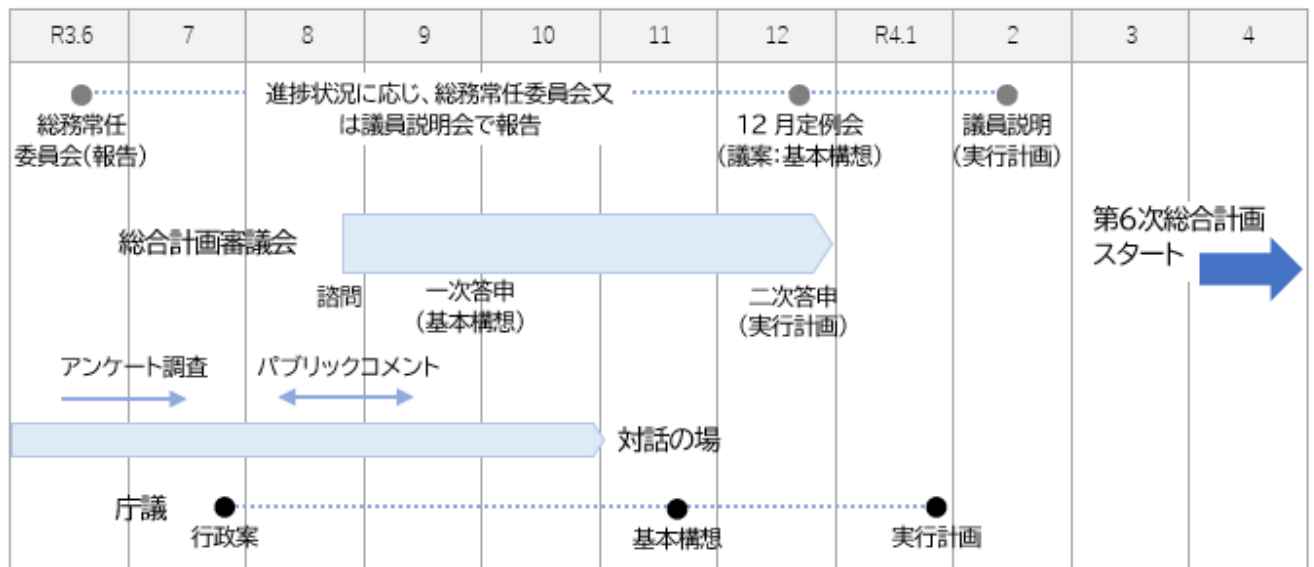 R3.6 7 8 9 10 11 12 R4.1 2 3 4
進捗状況に応じ、総務常任委員会又
は議員説明会で報告
総務常任
委員会(報告)
12 月定例会
(議案:基本構想)
議員説明
(実行計画)
総合計画審議会
諮問
一次答申
(基本構想)
二次答申
(実行計画)
第6次総合計画
スタート
アンケート調査
パブリックコメント
対話の場
庁議
行政案
基本構想
実行計画